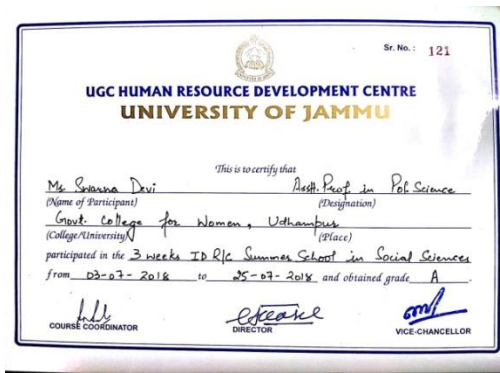 Sr. No. : 121
UGC HUMAN RESOURCE DEVELOPMENT CENTRE
UNIVERSITY OF JAMMU
This is to certify that
Ms Swarna Devi Asstt. Prof. in Pol. Science
(Name of Participant) (Designation)
Govt. College for Women, Udhampur
(College/University) (Place)
participated in the 3 weeks ID R/c Summer School in Social Sciences
from 03-07-2018 to 25-07-2018 and obtained grade A.
COURSE COORDINATOR DIRECTOR VICE-CHANCELLOR